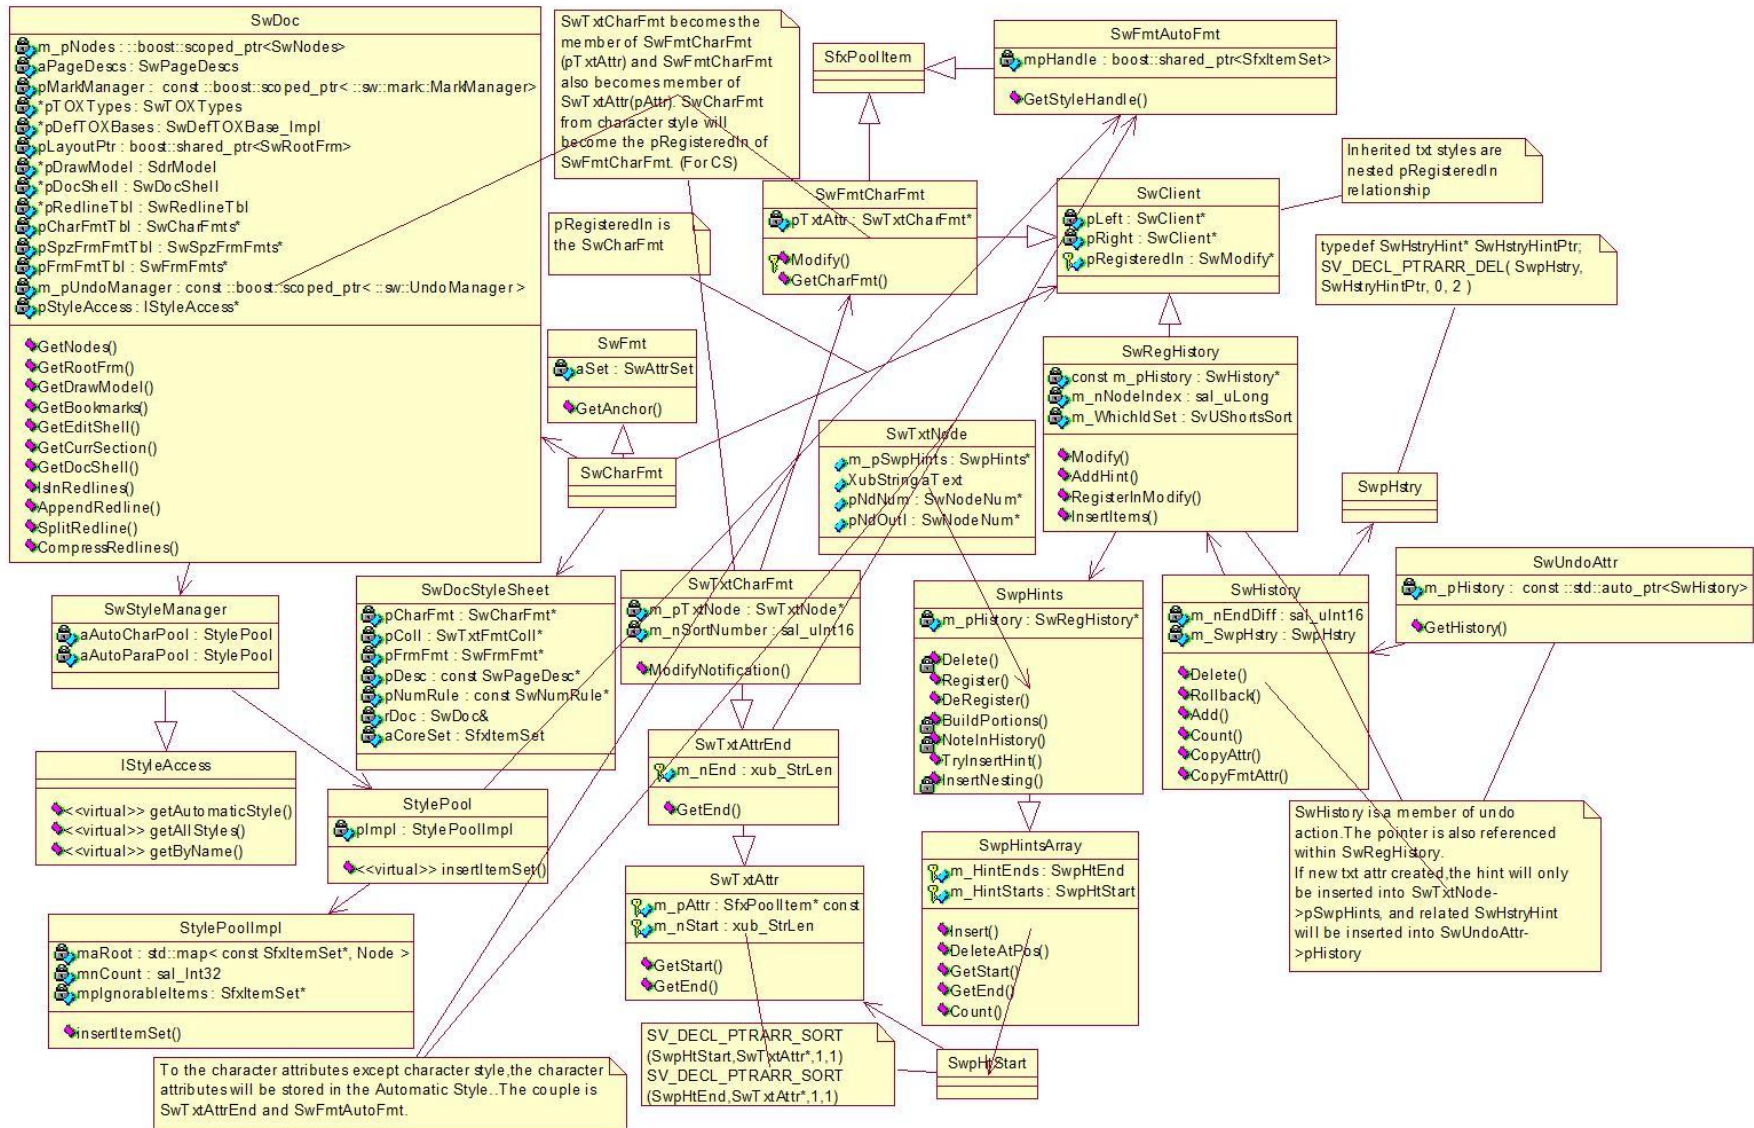 SwDoc
m_pNodes :::boost::scoped_ptr<SwNodes>
aPageDescs : SwPageDescs
pMarkManager : const ::boost::scoped_ptr< ::sw::mark::MarkManager>
*pTOXTypes : SwTOXTypes
*pDefTOXBases : SwDefTOXBase_Impl
pLayoutPtr : boost::shared_ptr<SwRootFrm>
*pDrawModel : SdrModel
*pDocShell : SwDocShell
*pRedlineTbl : SwRedlineTbl
pCharFmtTbl : SwCharFmts*
pSpzFrmFmtTbl : SwSpzFrmFmts*
pFrmFmtTbl : SwFrmFmts*
m_pUndoManager : const ::boost::scoped_ptr< ::sw::UndoManager >
pStyleAccess : IStyleAccess*
GetNodes()
GetRootFrm()
GetDrawModel()
GetBookmarks()
GetEditShell()
GetCurrSection()
GetDocShell()
IsInRedlines()
AppendRedline()
SplitRedline()
CompressRedlines()
SwTxtCharFmt becomes the
member of SwFmtCharFmt
(pTxtAttr) and SwFmtCharFmt
also becomes member of
SwTxtAttr(pAttr). SwCharFmt
from character style will
become the pRegisteredIn of
SwFmtCharFmt. (For CS)
SfxPoolItem
SwFmtAutoFmt
mpHandle : boost::shared_ptr<SfxItemSet>
GetStyleHandle()
Inherited txt styles are
nested pRegisteredIn
relationship
SwFmtCharFmt
pTxtAttr : SwTxtCharFmt*
Modify()
GetCharFmt()
SwClient
pLeft : SwClient*
pRight : SwClient*
pRegisteredIn : SwModify*
pRegisteredIn is
the SwCharFmt
typedef SwHstryHint* SwHstryHintPtr;
SV_DECL_PTRARR_DEL( SwpHstry,
SwHstryHintPtr, 0, 2 )
SwFmt
aSet : SwAttrSet
GetAnchor()
SwRegHistory
const m_pHistory : SwHistory*
m_nNodeIndex : sal_uLong
m_WhichIdSet : SvUShortsSort
Modify()
AddHint()
RegisterInModify()
InsertItems()
SwTxtNode
m_pSwpHints : SwpHints*
XubString aText
pNdNum : SwNodeNum*
pNdOutl : SwNodeNum*
SwCharFmt
SwpHstry
SwStyleManager
aAutoCharPool : StylePool
aAutoParaPool : StylePool
SwDocStyleSheet
pCharFmt : SwCharFmt*
pColl : SwTxtFmtColl*
pFrmFmt : SwFrmFmt*
pDesc : const SwPageDesc*
pNumRule : const SwNumRule*
rDoc : SwDoc&
aCoreSet : SfxItemSet
SwTxtCharFmt
m_pTxtNode : SwTxtNode*
m_nSortNumber : sal_uInt16
ModifyNotification()
SwpHints
m_pHistory : SwRegHistory*
Delete()
Register()
DeRegister()
BuildPortions()
NoteInHistory()
TryInsertHint()
InsertNesting()
SwHistory
m_nEndDiff : sal_uInt16
m_SwpHstry : SwpHstry
Delete()
Rollback()
Add()
Count()
CopyAttr()
CopyFmtAttr()
SwUndoAttr
m_pHistory : const ::std::auto_ptr<SwHistory>
GetHistory()
IStyleAccess
<<virtual>> getAutomaticStyle()
<<virtual>> getAllStyles()
<<virtual>> getByName()
StylePool
pImpl : StylePoolImpl
<<virtual>> insertItemSet()
SwTxtAttrEnd
m_nEnd : xub_StrLen
GetEnd()
SwHistory is a member of undo
action.The pointer is also referenced
within SwRegHistory.
If new txt attr created,the hint will only
be inserted into SwTxtNode-
>pSwpHints, and related SwHstryHint
will be inserted into SwUndoAttr-
>pHistory
SwpHintsArray
m_HintEnds : SwpHtEnd
m_HintStarts : SwpHtStart
Insert()
DeleteAtPos()
GetStart()
GetEnd()
Count()
SwTxtAttr
m_pAttr : SfxPoolItem* const
m_nStart : xub_StrLen
GetStart()
GetEnd()
StylePoolImpl
maRoot : std::map< const SfxItemSet*, Node >
mnCount : sal_Int32
mpIgnorableItems : SfxItemSet*
insertItemSet()
SV_DECL_PTRARR_SORT
(SwpHtStart,SwTxtAttr*,1,1)
SV_DECL_PTRARR_SORT
(SwpHtEnd,SwTxtAttr*,1,1)
SwpHtStart
To the character attributes except character style,the character
attributes will be stored in the Automatic Style..The couple is
SwTxtAttrEnd and SwFmtAutoFmt.